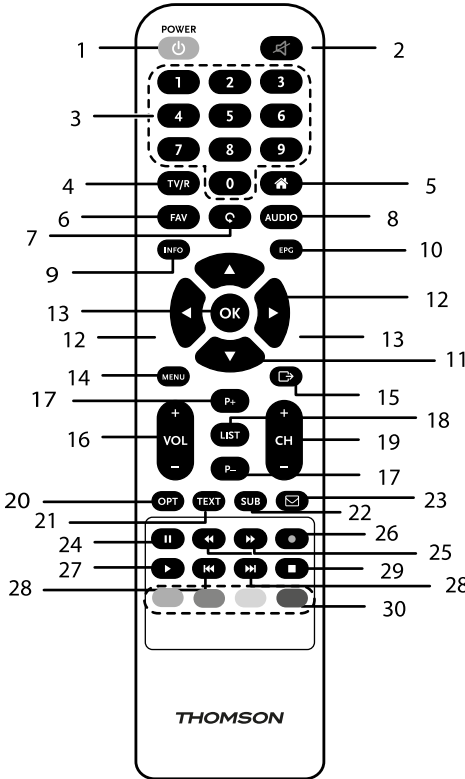 POWER
1
2
1 2 3
3
4 5 6
7 8 9
4
TV/R 0
5
6
FAV AUDIO
8
7
INFO EPG
10
9
13
OK
12
12
13
11
14
MENU
15
17
P+
+ +
18
16
VOL LIST CH
19
– –
P–
17
20
OPT TEXT SUB
23
21
22
24
26
25
27
29
28
28
30
THOMSON